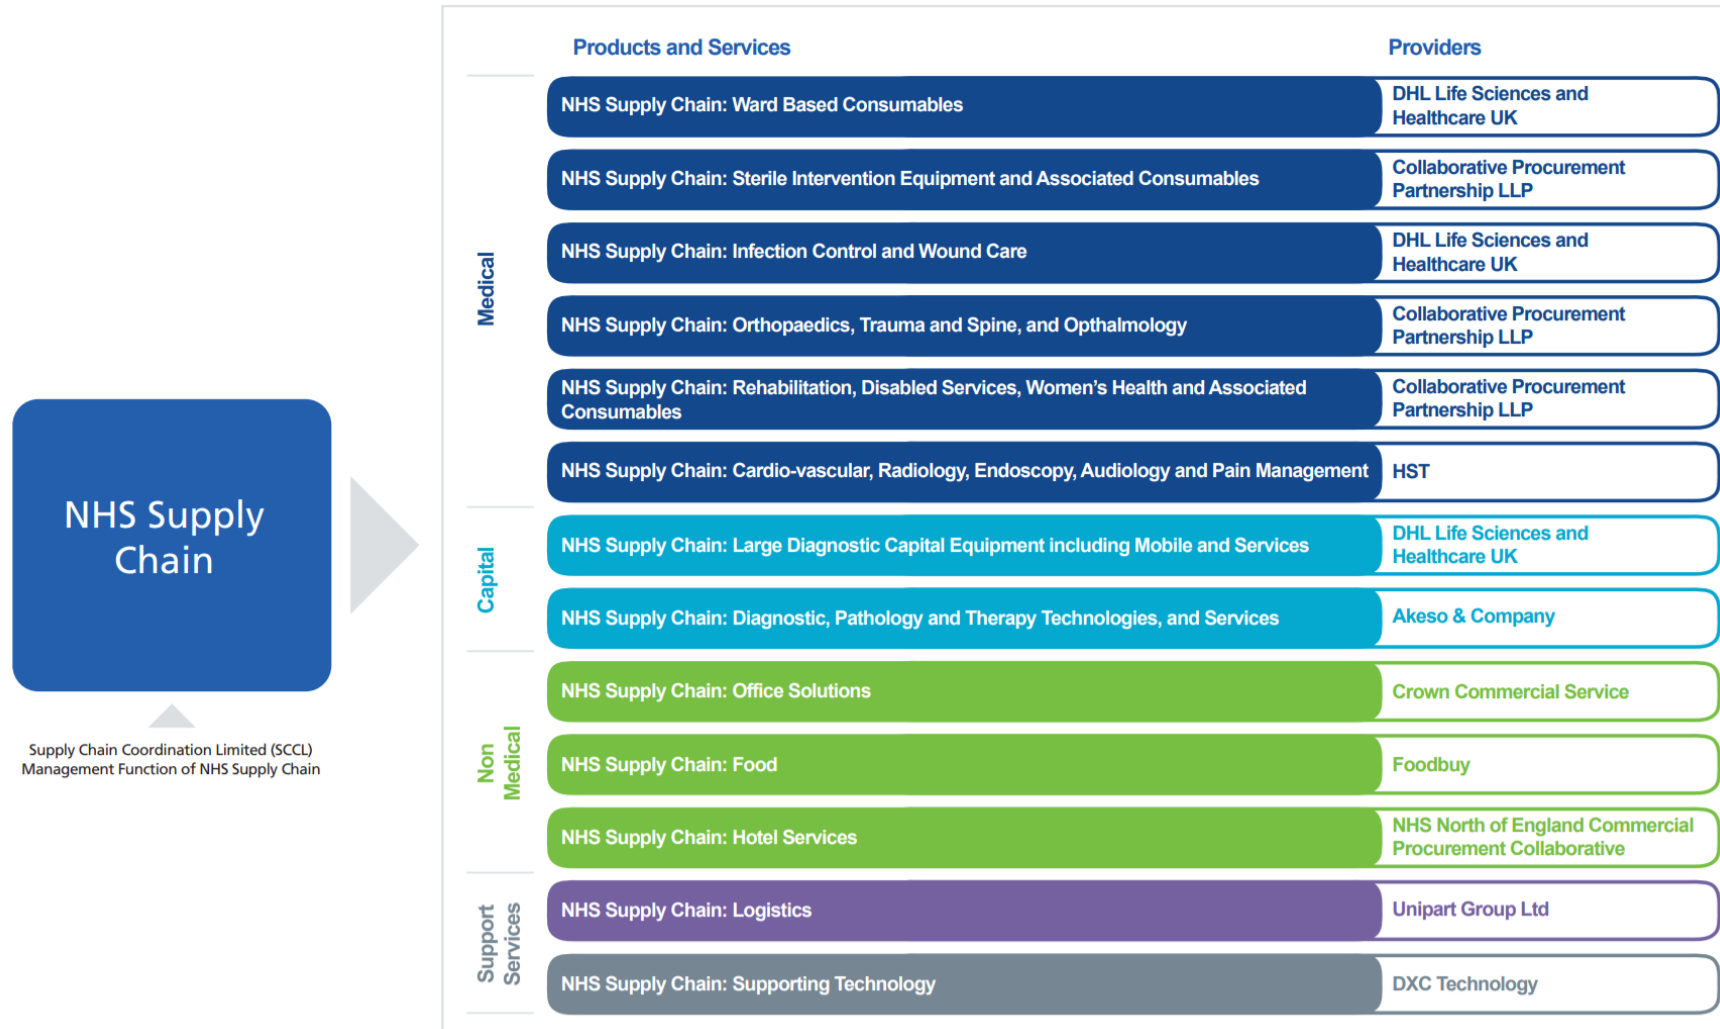 Products and Services
Providers
Medical
NHS Supply Chain: Ward Based Consumables
DHL Life Sciences and
Healthcare UK
NHS Supply Chain: Sterile Intervention Equipment and Associated Consumables
Collaborative Procurement
Partnership LLP
NHS Supply Chain: Infection Control and Wound Care
DHL Life Sciences and
Healthcare UK
NHS Supply Chain: Orthopaedics, Trauma and Spine, and Opthalmology
Collaborative Procurement
Partnership LLP
NHS Supply Chain: Rehabilitation, Disabled Services, Women’s Health and Associated
Consumables
Collaborative Procurement
Partnership LLP
NHS Supply Chain: Cardio-vascular, Radiology, Endoscopy, Audiology and Pain Management
HST
NHS Supply
Chain
Supply Chain Coordination Limited (SCCL)
Management Function of NHS Supply Chain
Capital
NHS Supply Chain: Large Diagnostic Capital Equipment including Mobile and Services
DHL Life Sciences and
Healthcare UK
NHS Supply Chain: Diagnostic, Pathology and Therapy Technologies, and Services
Akeso & Company
Non
Medical
NHS Supply Chain: Office Solutions
Crown Commercial Service
NHS Supply Chain: Food
Foodbuy
NHS Supply Chain: Hotel Services
NHS North of England Commercial
Procurement Collaborative
Support
Services
NHS Supply Chain: Logistics
Unipart Group Ltd
NHS Supply Chain: Supporting Technology
DXC Technology